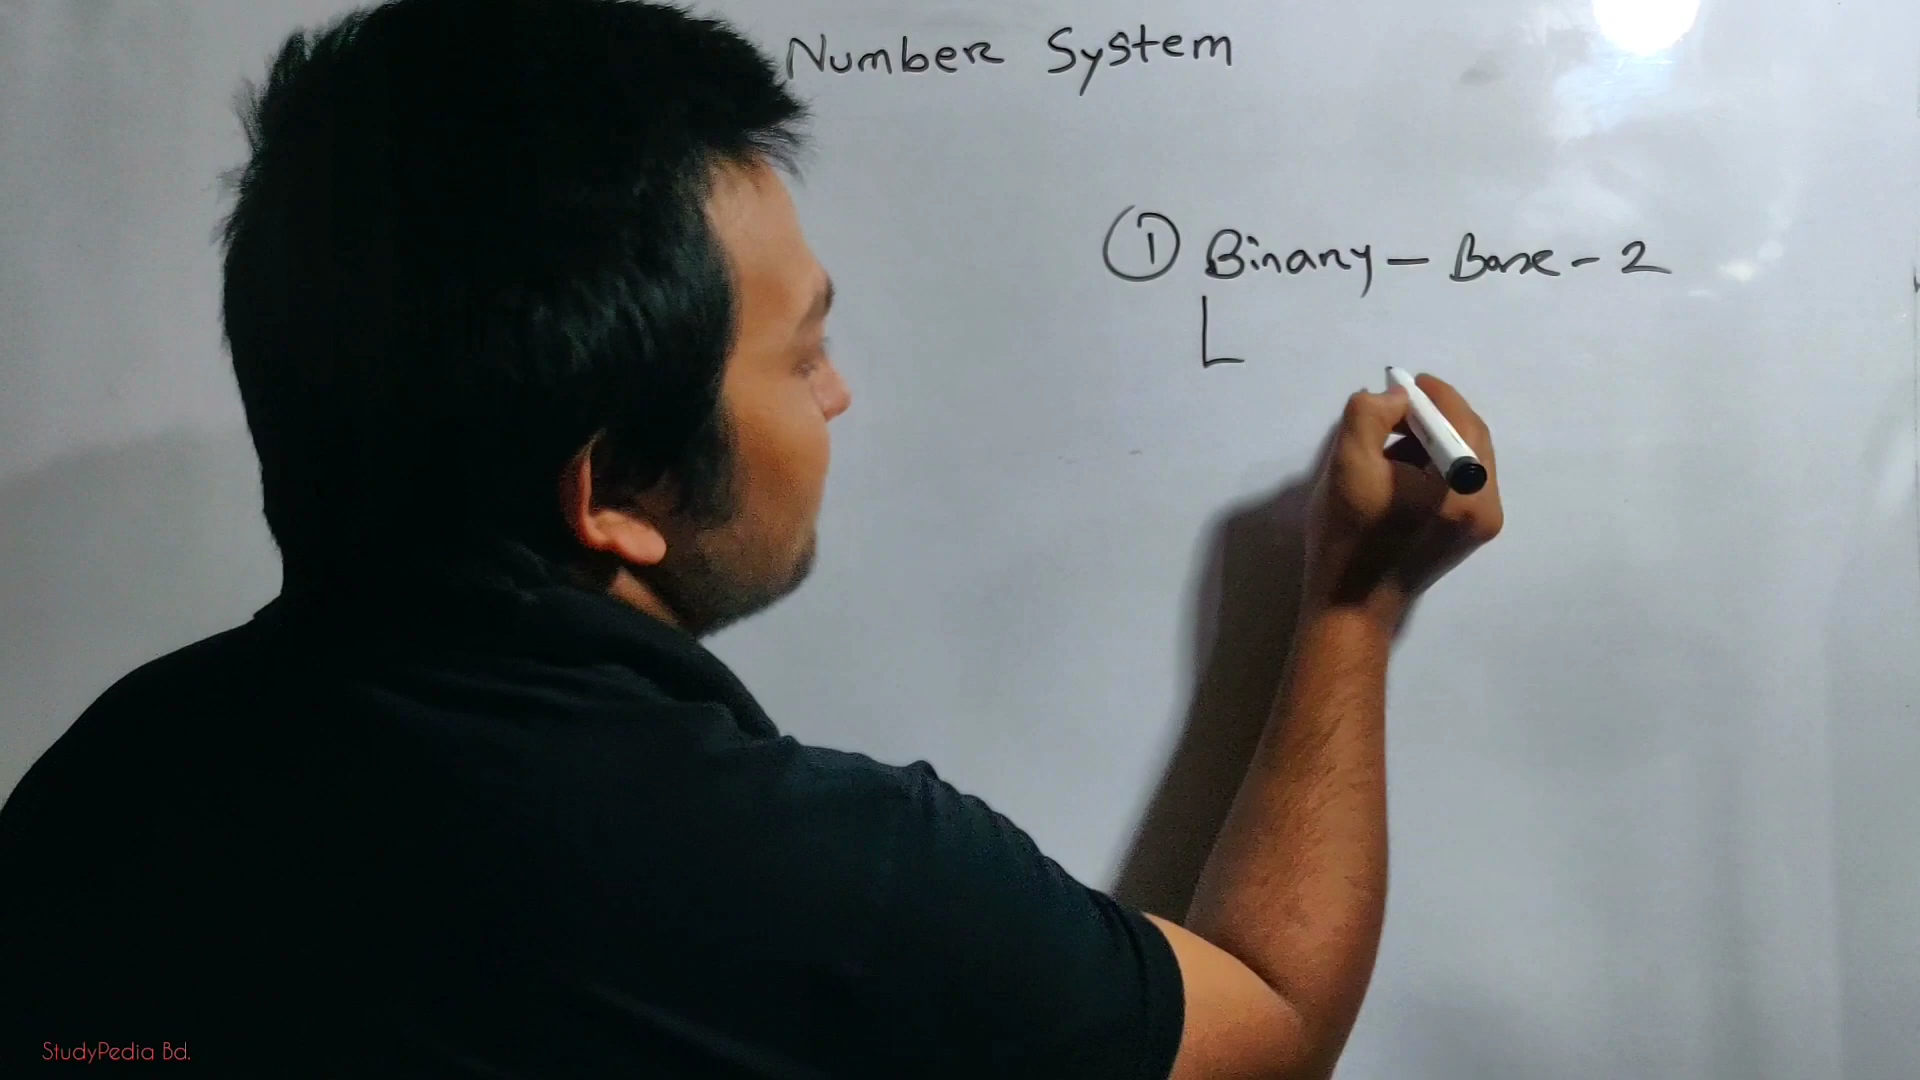 Number System
① Binary - Base - 2
StudyPedia Bd.